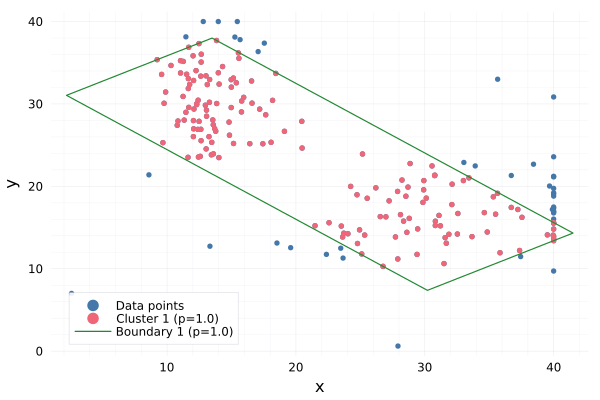 40
30
20
10
0
y
Data points
Cluster 1 (p=1.0)
Boundary 1 (p=1.0)
10 20 30 40
x